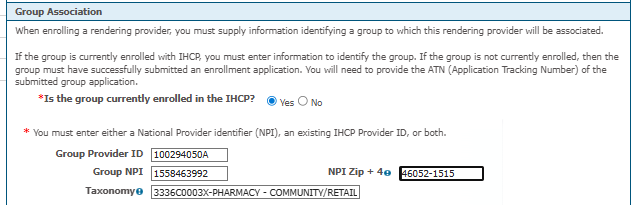 Group Association
When enrolling a rendering provider, you must supply information identifying a group to which this rendering provider will be associated.
If the group is currently enrolled with IHCP, you must enter information to identify the group. If the group is not currently enrolled, then the
group must have successfully submitted an enrollment application. You will need to provide the ATN (Application Tracking Number) of the
submitted group application.
*Is the group currently enrolled in the IHCP? Yes No
* You must enter either a National Provider identifier (NPI), an existing IHCP Provider ID, or both.
Group Provider ID 100294050A
Group NPI 1558463992 NPI Zip + 4 46052-1515
Taxonomy 3336C0003X-PHARMACY - COMMUNITY/RETAIL